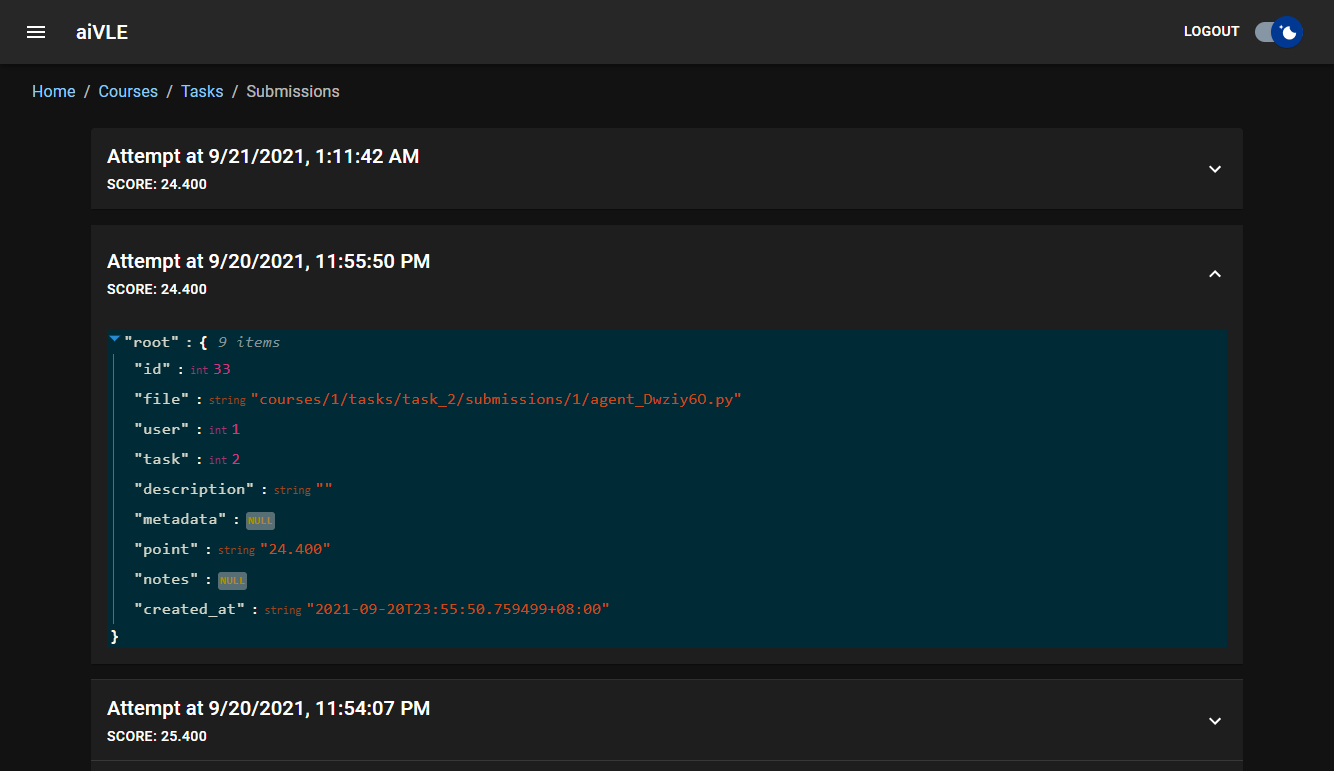 aiVLE
LOGOUT
Home / Courses / Tasks / Submissions
Attempt at 9/21/2021, 1:11:42 AM
SCORE: 24.400
Attempt at 9/20/2021, 11:55:50 PM
SCORE: 24.400
"root" : { 9 items
"id" : int 33
"file" : string "courses/1/tasks/task_2/submissions/1/agent_Dwziy6O.py"
"user" : int 1
"task" : int 2
"description" : string ""
"metadata" : NULL
"point" : string "24.400"
"notes" : NULL
"created_at" : string "2021-09-20T23:55:50.759499+08:00"
}
Attempt at 9/20/2021, 11:54:07 PM
SCORE: 25.400